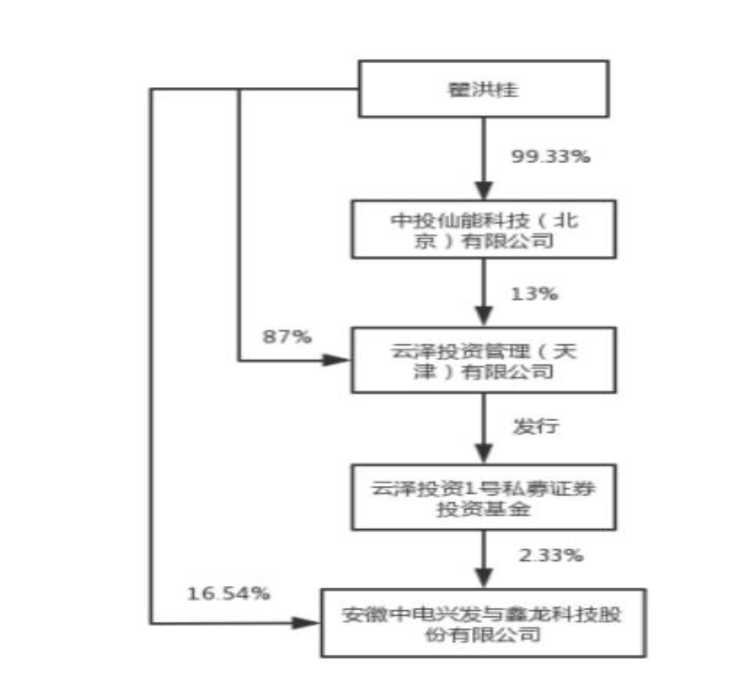 瞿洪桂
99.33%
中投仙能科技（北
京）有限公司
13%
87%
云泽投资管理（天
津）有限公司
发行
云泽投资1号私募证券
投资基金
2.33%
16.54%
安徽中电兴发与鑫龙科技股
份有限公司